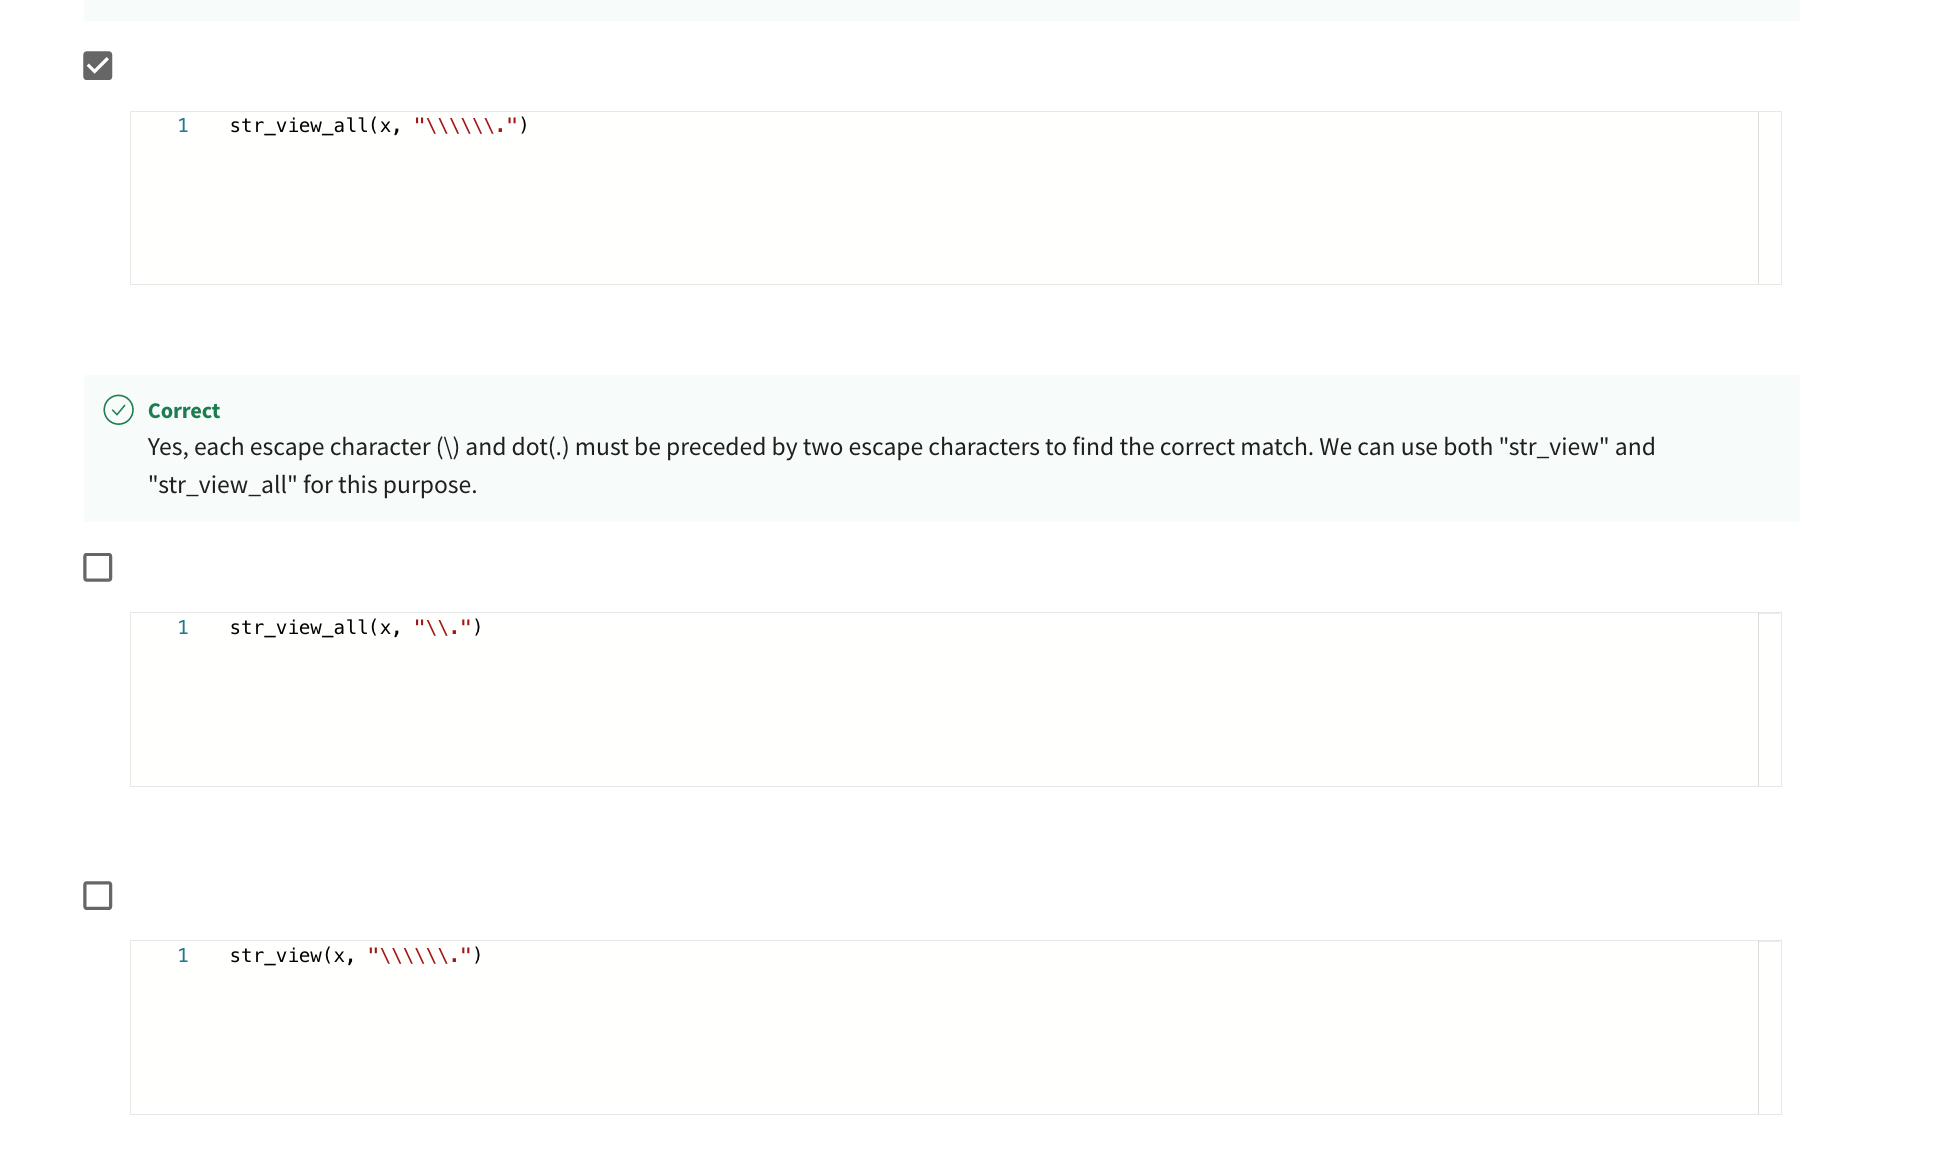 1 str_view_all(x, "\\\\\\.")
Correct
Yes, each escape character (\) and dot(.) must be preceded by two escape characters to find the correct match. We can use both "str_view" and
"str_view_all" for this purpose.
1 str_view_all(x, "\\.")
1 str_view(x, "\\\\\\.")